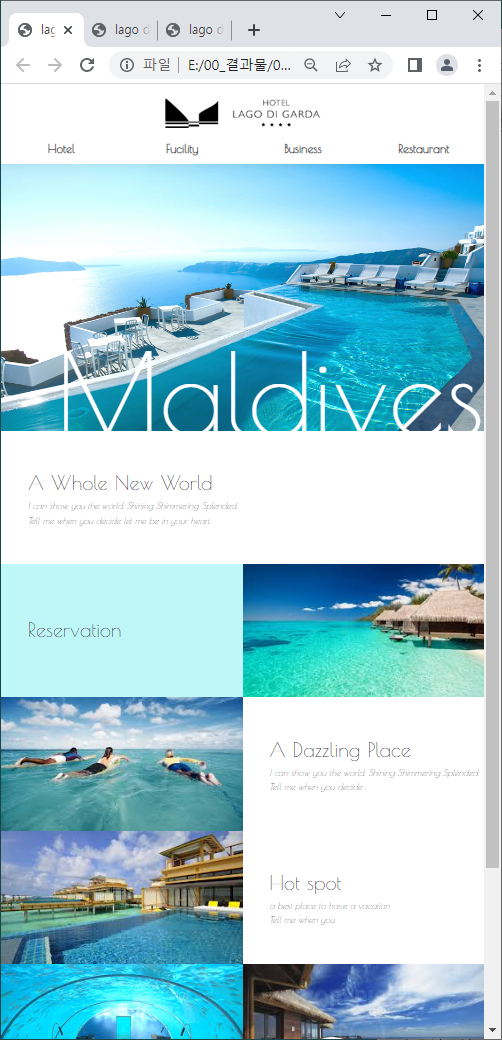 lag
lago d
lago d
파일
E:/00_결과물/0...
HOTEL
LAGO DI GARDA
Hotel
Fucility
Business
Restaurant
Maldives
A Whole New World
I can show you the world. Shining Shimmering Splended.
Tell me when you decide let me be in your heart.
Reservation
A Dazzling Place
I can show you the world. Shining Shimmering Splended.
Tell me when you decide .
Hot spot
a best place to have a vacation
Tell me when you